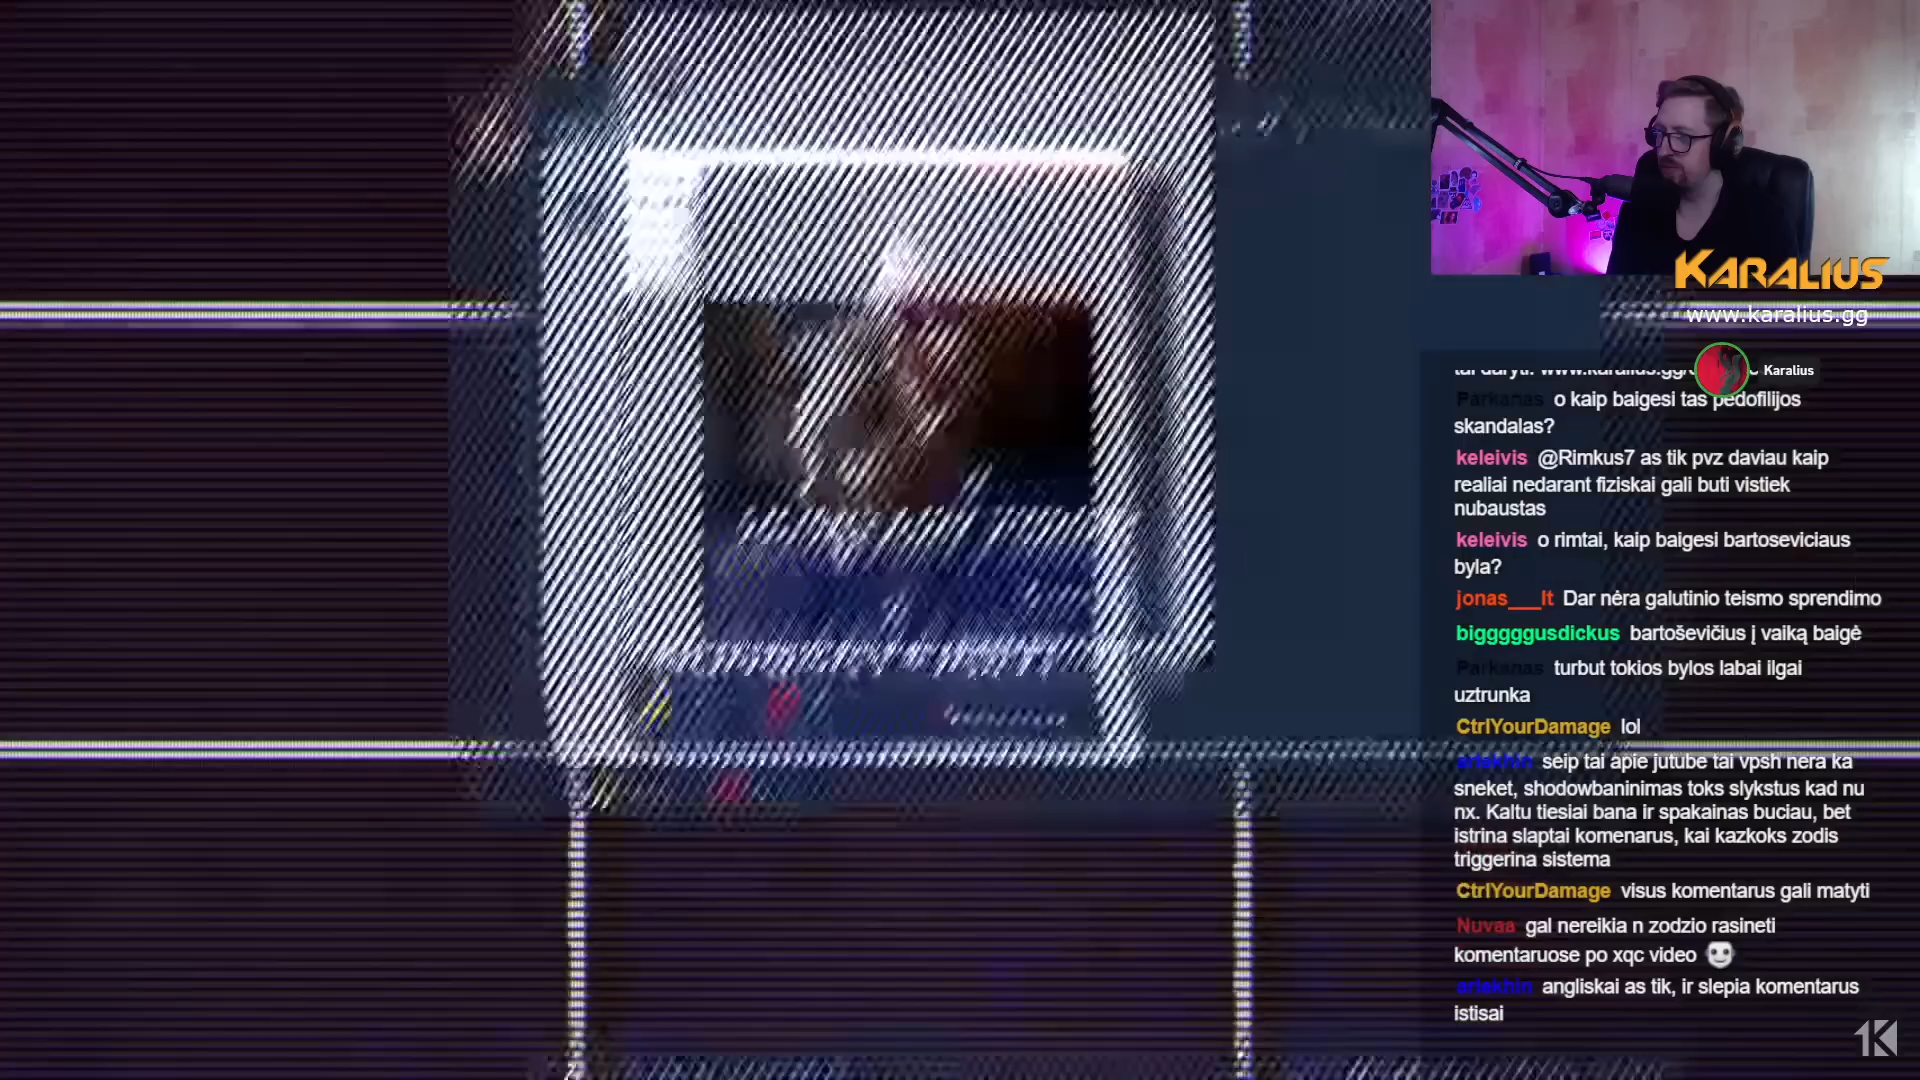 KARALIUS
www.karalius.gg
Karalius
Parkanas o kaip baigesi tas pedofilijos
skandalas?
keleivis @Rimkus7 as tik pvz daviau kaip
realiai nedarant fiziskai gali buti vistiek
nubaustas
keleivis o rimtai, kaip baigesi bartoseviciaus
byla?
jonas___lt Dar nėra galutinio teismo sprendimo
bigggggusdickus bartoševičius į vaiką baigė
Parkanas turbut tokios bylos labai ilgai
uztrunka
CtrlYourDamage lol
seip tai apie jutube tai vpsh nera ka
sneket, shodowbaninimas toks slykstus kad nu
nx. Kaltu tiesiai bana ir spakainas buciau, bet
istrina slaptai komenarus, kai kazkoks zodis
triggerina sistema
CtrlYourDamage visus komentarus gali matyti
Nuvaa gal nereikia n zodzio rasineti
komentaruose po xqc video
angliskai as tik, ir slepia komentarus
istisai
1K